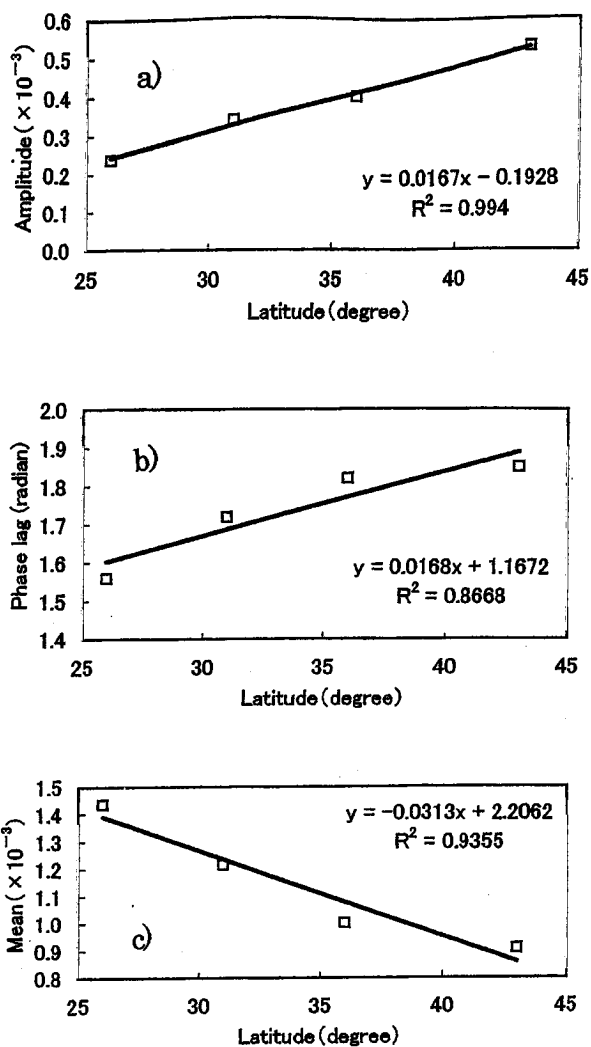 a)
Amplitude(×10⁻³)
0.6
0.5
0.4
0.3
0.2
0.1
0.0
y = 0.0167x − 0.1928
R² = 0.994
25 30 35 40 45
Latitude(degree)
b)
Phase lag (radian)
2.0
1.9
1.8
1.7
1.6
1.5
1.4
y = 0.0168x + 1.1672
R² = 0.8668
25 30 35 40 45
Latitude(degree)
c)
Mean(×10⁻³)
1.5
1.4
1.3
1.2
1.1
1.0
0.9
0.8
y = −0.0313x + 2.2062
R² = 0.9355
25 30 35 40 45
Latitude(degree)